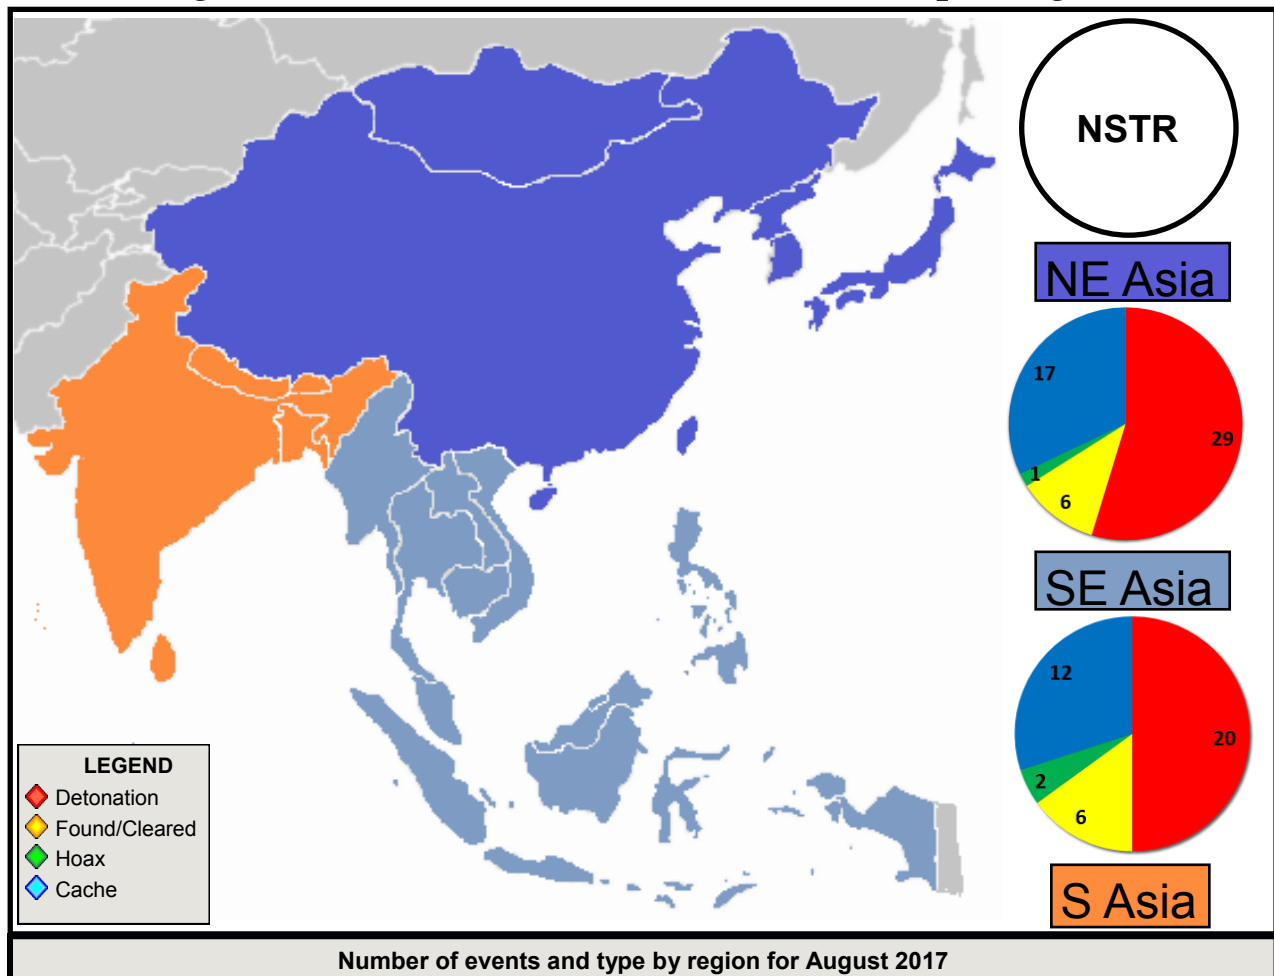 NSTR
NE Asia
17
29
1
6
SE Asia
12
20
2
6
S Asia
LEGEND
Detonation
Found/Cleared
Hoax
Cache
Number of events and type by region for August 2017